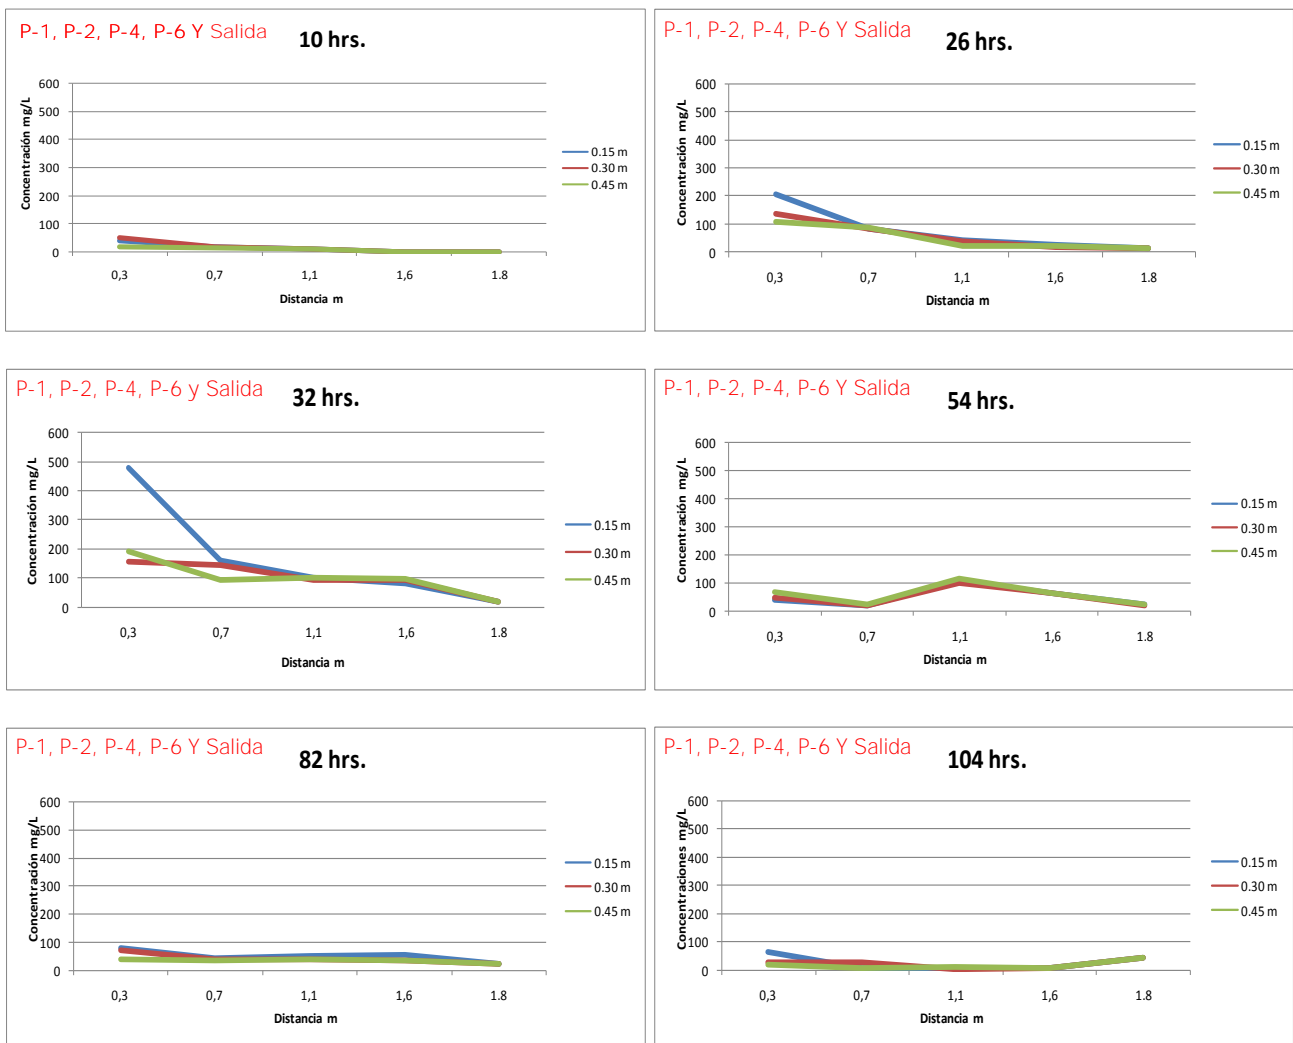 P-1, P-2, P-4, P-6 Y Salida
10 hrs.
Concentración mg/L
600
500
400
300
200
100
0
0,3 0,7 1,1 1,6 1.8
Distancia m
0.15 m
0.30 m
0.45 m
P-1, P-2, P-4, P-6 Y Salida
26 hrs.
Concentración mg/L
600
500
400
300
200
100
0
0,3 0,7 1,1 1,6 1.8
Distancia m
0.15 m
0.30 m
0.45 m
P-1, P-2, P-4, P-6 y Salida
32 hrs.
Concentración mg/L
600
500
400
300
200
100
0
0,3 0,7 1,1 1,6 1.8
Distancia m
0.15 m
0.30 m
0.45 m
P-1, P-2, P-4, P-6 Y Salida
54 hrs.
Concentración mg/L
600
500
400
300
200
100
0
0,3 0,7 1,1 1,6 1.8
Distancia m
0.15 m
0.30 m
0.45 m
P-1, P-2, P-4, P-6 Y Salida
82 hrs.
Concentración mg/L
600
500
400
300
200
100
0
0,3 0,7 1,1 1,6 1.8
Distancia m
0.15 m
0.30 m
0.45 m
P-1, P-2, P-4, P-6 Y Salida
104 hrs.
Concentraciones mg/L
600
500
400
300
200
100
0
0,3 0,7 1,1 1,6 1.8
Distancia m
0.15 m
0.30 m
0.45 m